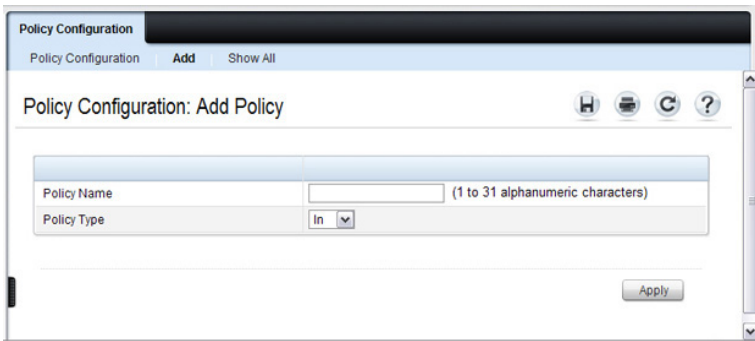 Policy Configuration
Policy Configuration Add Show All
Policy Configuration: Add Policy
Policy Name (1 to 31 alphanumeric characters)
Policy Type In
Apply